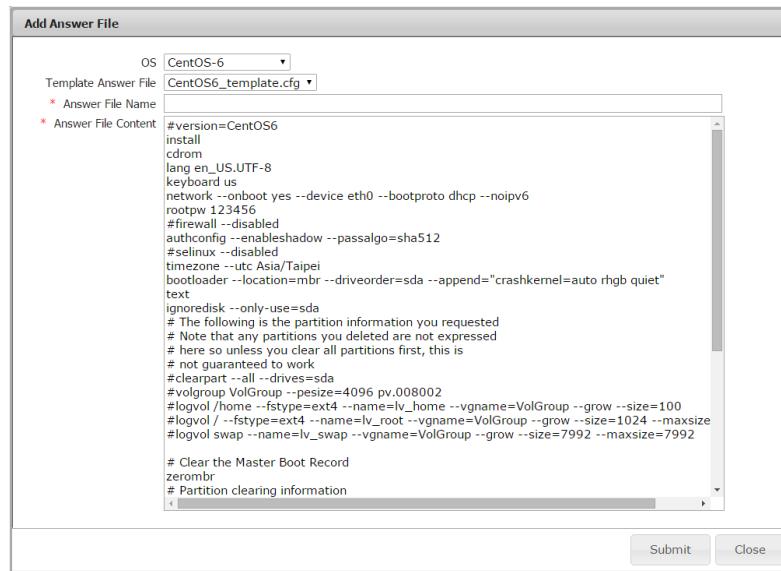 Add Answer File
OS CentOS-6
Template Answer File CentOS6_template.cfg
* Answer File Name
* Answer File Content
#version=CentOS6
install
cdrom
lang en_US.UTF-8
keyboard us
network --onboot yes --device eth0 --bootproto dhcp --noipv6
rootpw 123456
#firewall --disabled
authconfig --enableshadow --passalgo=sha512
#selinux --disabled
timezone --utc Asia/Taipei
bootloader --location=mbr --driveorder=sda --append="crashkernel=auto rhgb quiet"
text
ignoredisk --only-use=sda
# The following is the partition information you requested
# Note that any partitions you deleted are not expressed
# here so unless you clear all partitions first, this is
# not guaranteed to work
#clearpart --all --drives=sda
#volgroup VolGroup --pesize=4096 pv.008002
#logvol /home --fstype=ext4 --name=lv_home --vgname=VolGroup --grow --size=100
#logvol / --fstype=ext4 --name=lv_root --vgname=VolGroup --grow --size=1024 --maxsize
#logvol swap --name=lv_swap --vgname=VolGroup --grow --size=7992 --maxsize=7992
# Clear the Master Boot Record
zerombr
# Partition clearing information
Submit Close